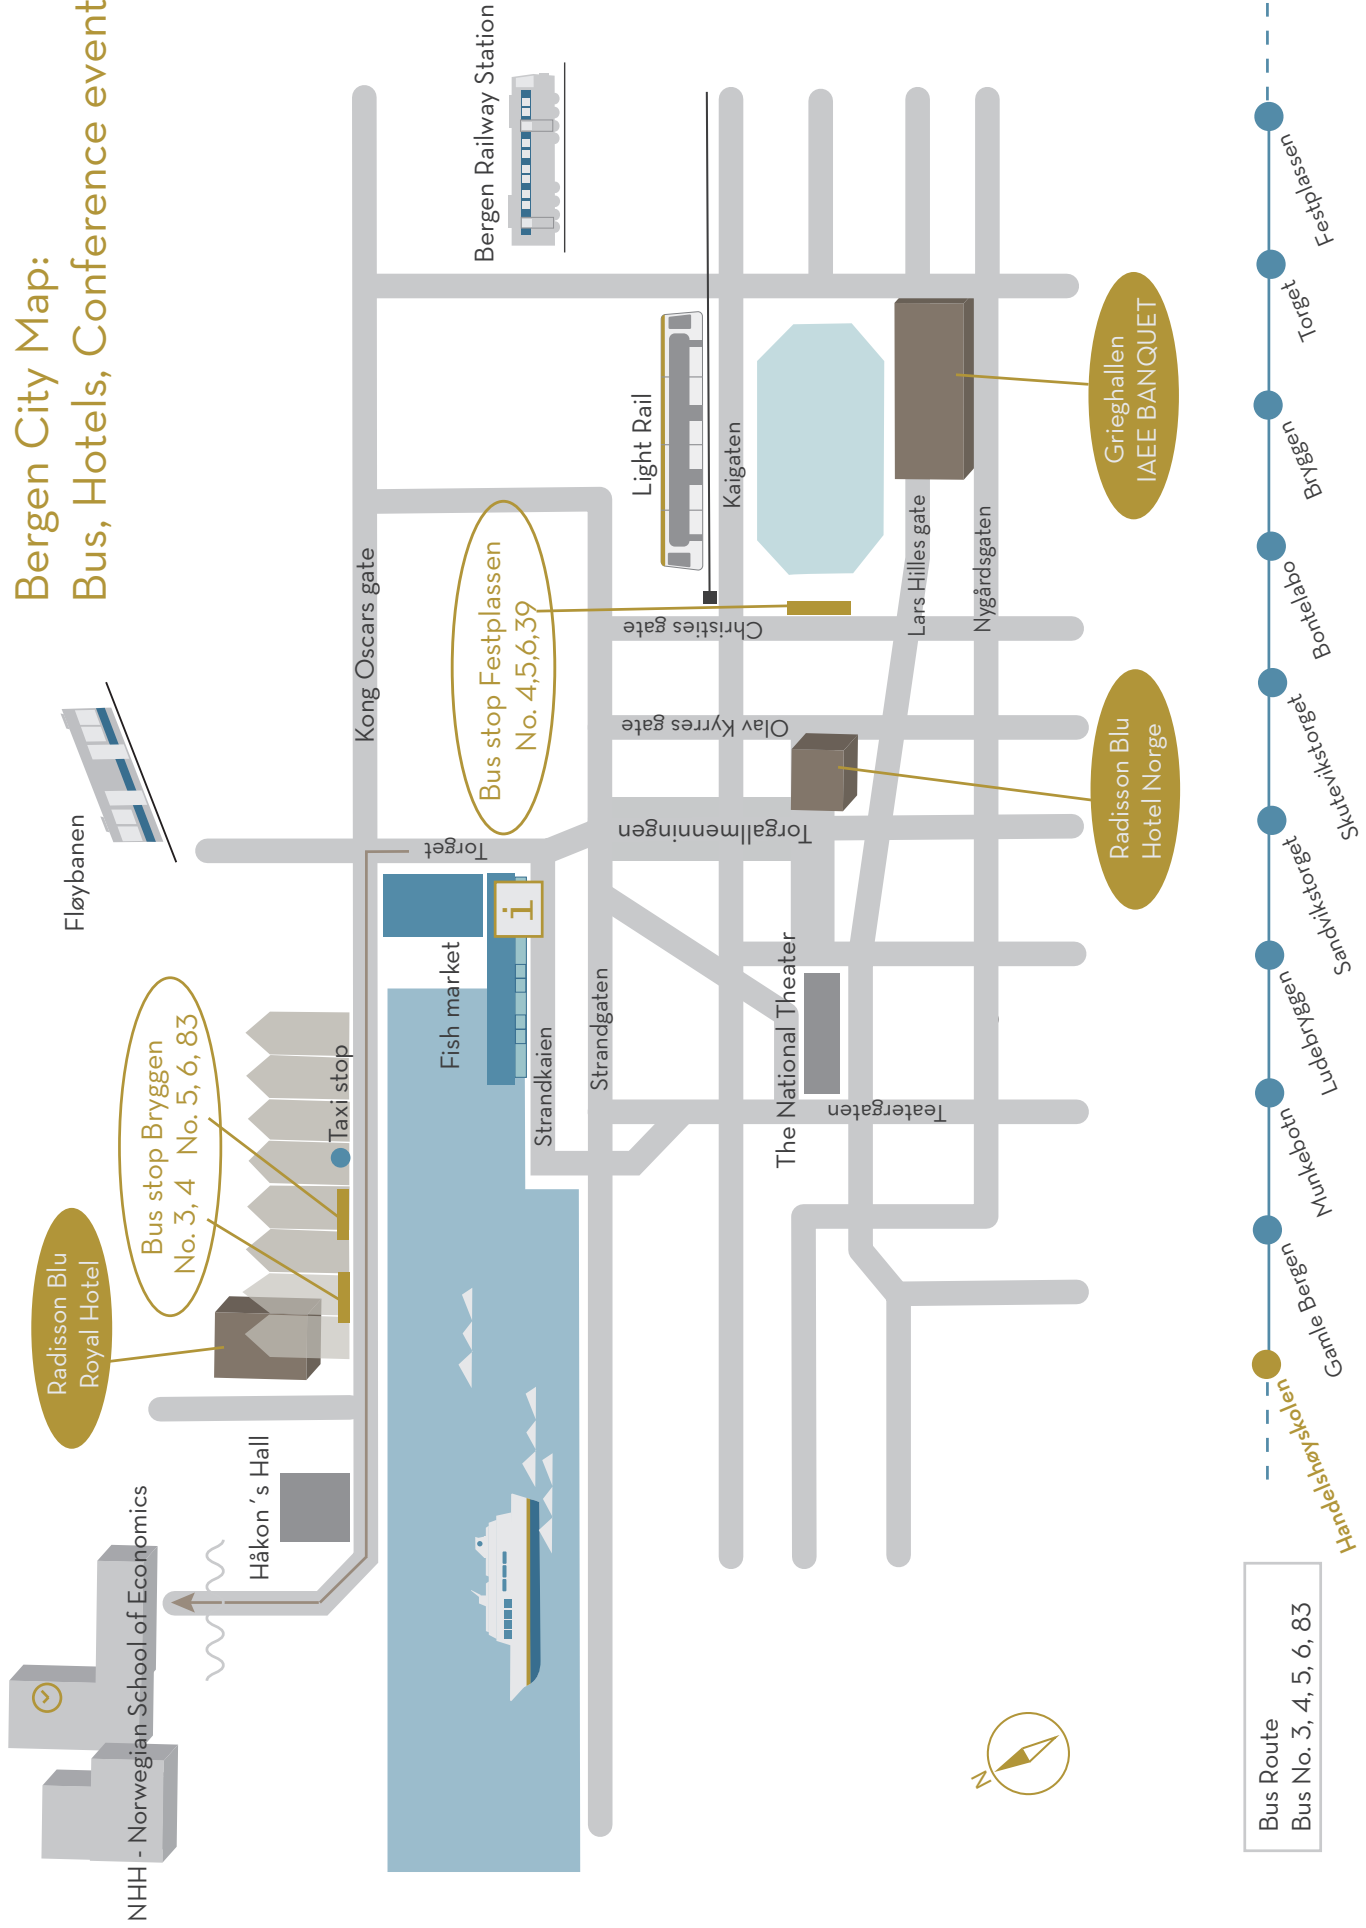 Bergen City Map:
Bus, Hotels, Conference event
NHH - Norwegian School of Economics
Radisson Blu
Royal Hotel
Bus stop Bryggen
No. 3, 4 No. 5, 6, 83
Fløybanen
Håkon´s Hall
Taxi stop
Kong Oscars gate
Bergen Railway Station
Torget
Fish market
i
Bus stop Festplassen
No. 4,5,6,39
Strandkaien
Strandgaten
Light Rail
Christies gate
Olav Kyrres gate
Torgallmenningen
Kaigaten
The National Theater
Teatergaten
Lars Hilles gate
Nygårdsgaten
Grieghallen
IAEE BANQUET
Radisson Blu
Hotel Norge
N
Bus Route
Bus No. 3, 4, 5, 6, 83
Handelshøyskolen
Gamle Bergen
Munkebotn
Ludebryggen
Sandvikstorget
Skutevikstorget
Bontelabo
Bryggen
Torget
Festplassen